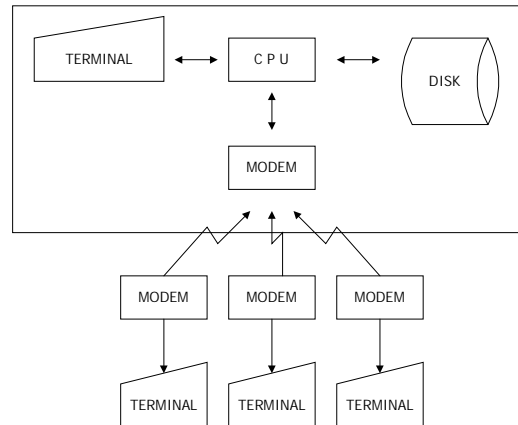 TERMINAL
C P U
DISK
MODEM
MODEM
MODEM
MODEM
TERMINAL
TERMINAL
TERMINAL